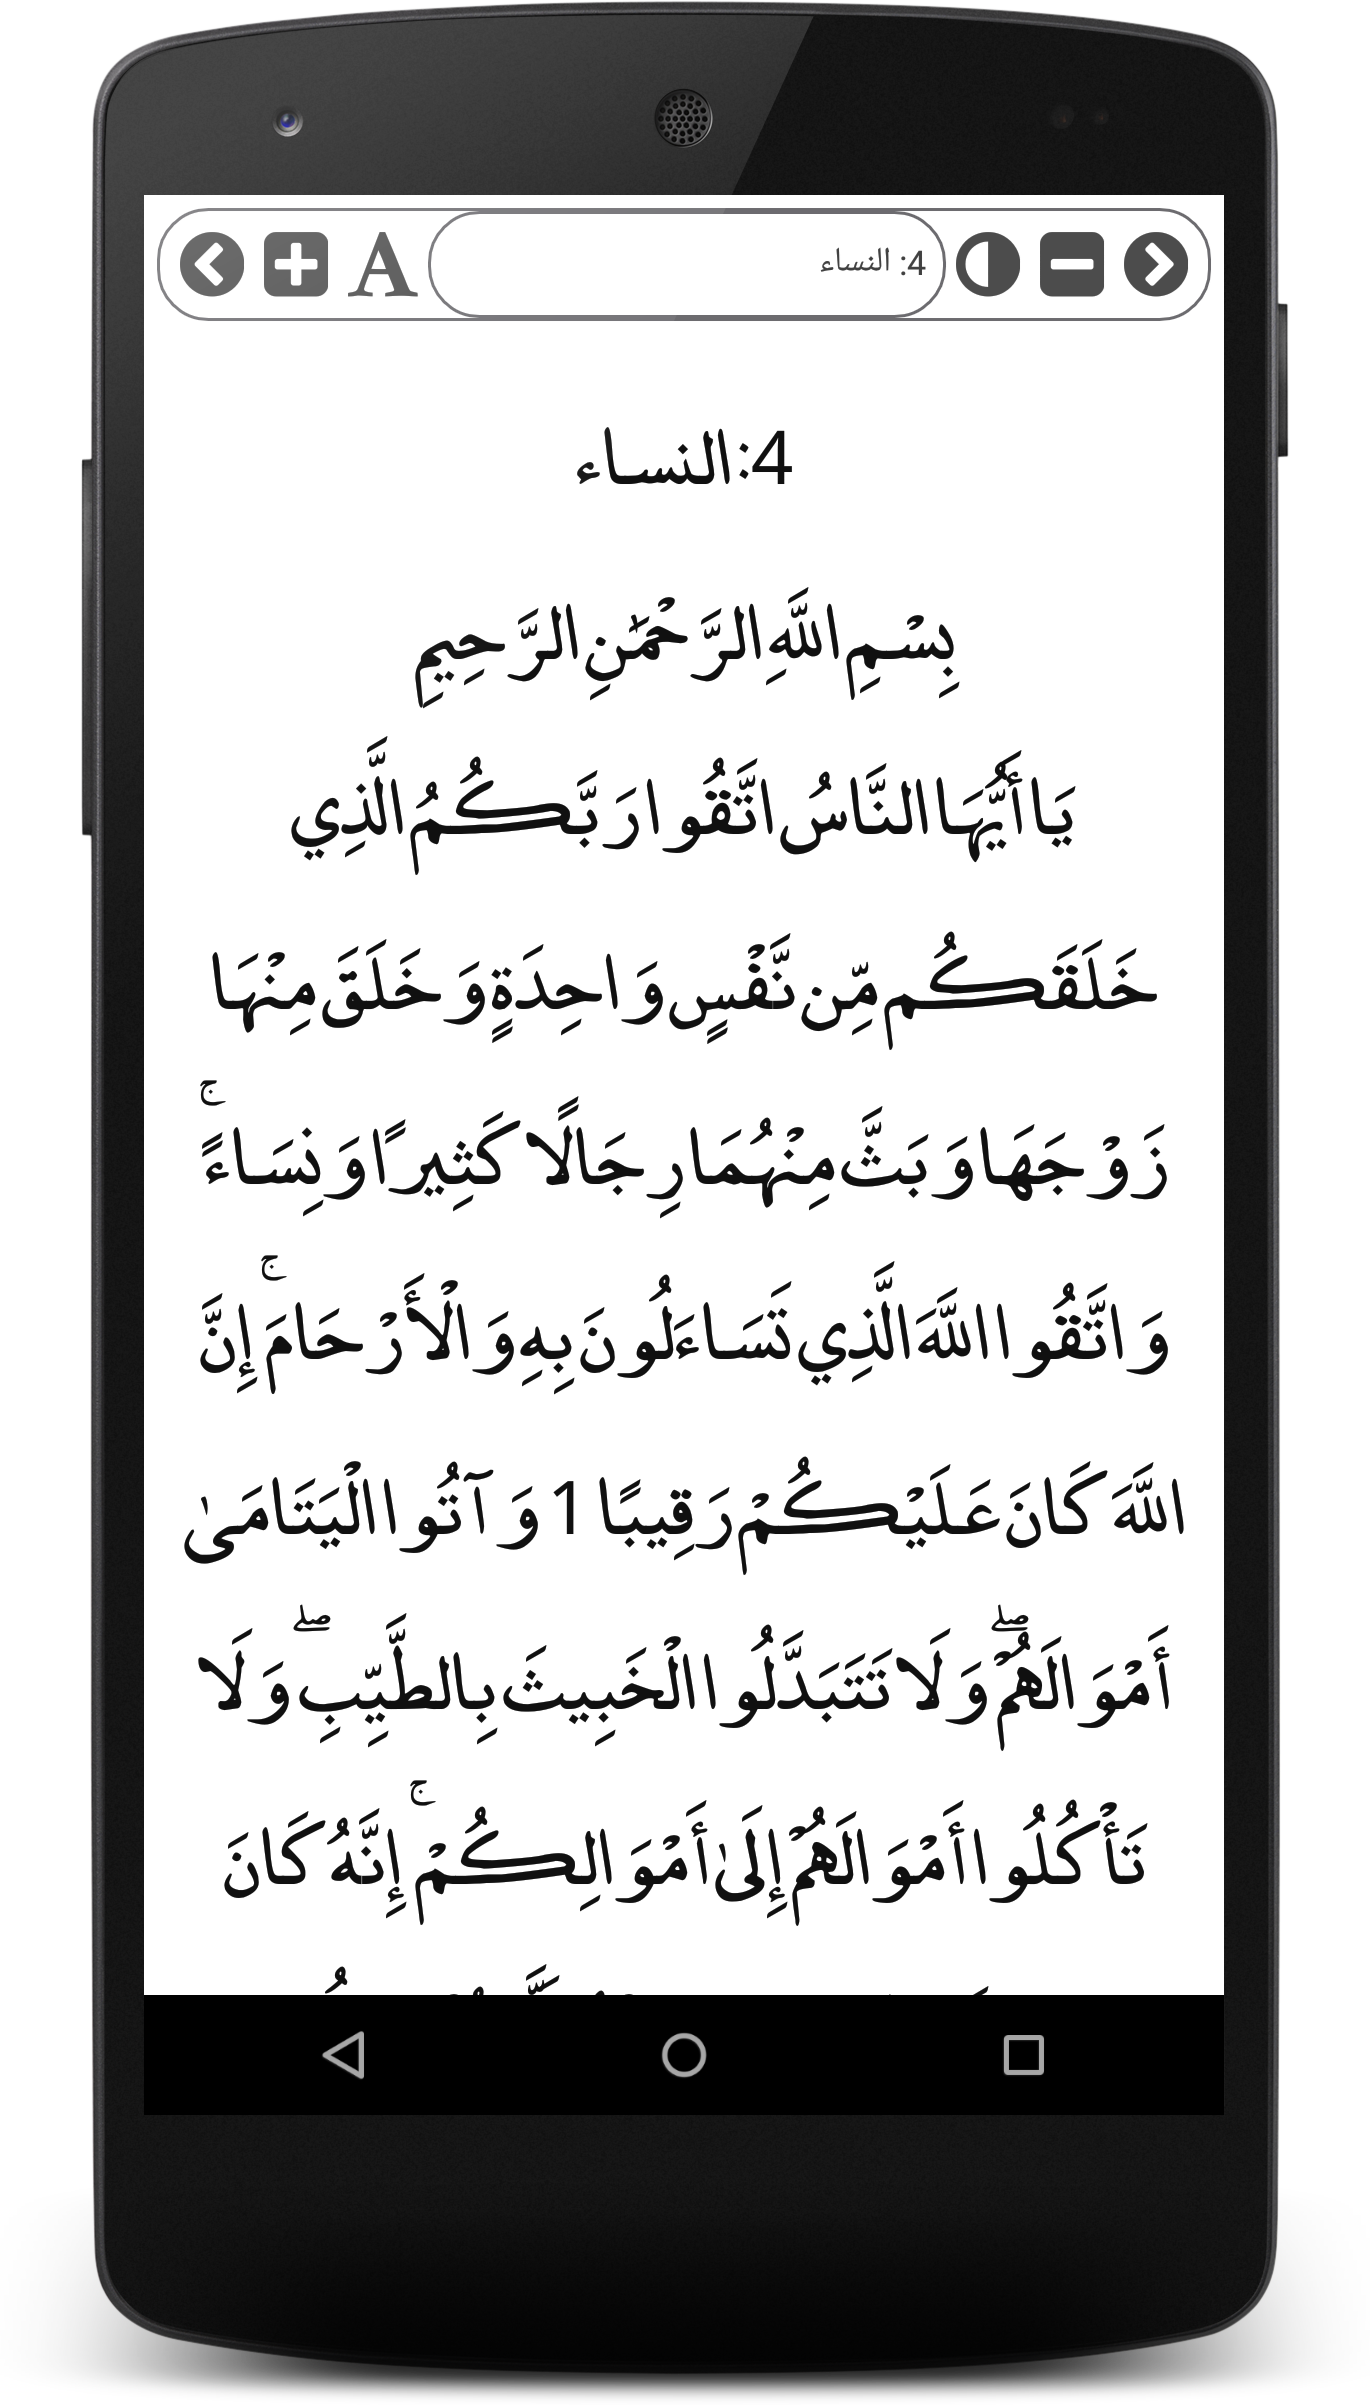 A
4: النساء
4:النساء
بِسْمِ اللَّهِ الرَّحْمَٰنِ الرَّحِيمِ
يَا أَيُّهَا النَّاسُ اتَّقُوا رَبَّكُمُ الَّذِي
خَلَقَكُم مِّن نَّفْسٍ وَاحِدَةٍ وَخَلَقَ مِنْهَا
زَوْجَهَا وَبَثَّ مِنْهُمَا رِجَالًا كَثِيرًا وَنِسَاءً ۚ
وَاتَّقُوا اللَّهَ الَّذِي تَسَاءَلُونَ بِهِ وَالْأَرْحَامَ ۚ إِنَّ
اللَّهَ كَانَ عَلَيْكُمْ رَقِيبًا 1 وَآتُوا الْيَتَامَىٰ
أَمْوَالَهُمْ ۖ وَلَا تَتَبَدَّلُوا الْخَبِيثَ بِالطَّيِّبِ ۖ وَلَا
تَأْكُلُوا أَمْوَالَهُمْ إِلَىٰ أَمْوَالِكُمْ ۚ إِنَّهُ كَانَ